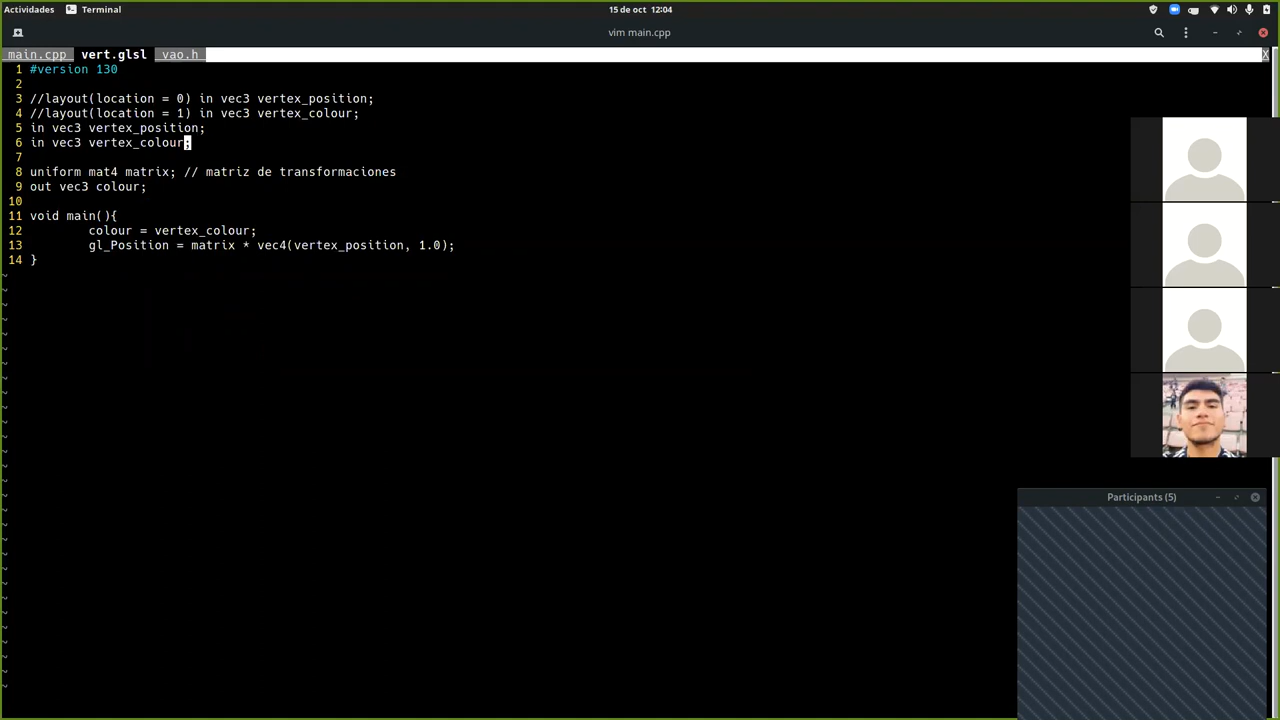 Actividades Terminal 15 de oct 12:04
vim main.cpp
main.cpp vert.glsl vao.h X
1 #version 130
2
3 //layout(location = 0) in vec3 vertex_position;
4 //layout(location = 1) in vec3 vertex_colour;
5 in vec3 vertex_position;
6 in vec3 vertex_colour;
7
8 uniform mat4 matrix; // matriz de transformaciones
9 out vec3 colour;
10
11 void main(){
12 colour = vertex_colour;
13 gl_Position = matrix * vec4(vertex_position, 1.0);
14 }
Participants (5)